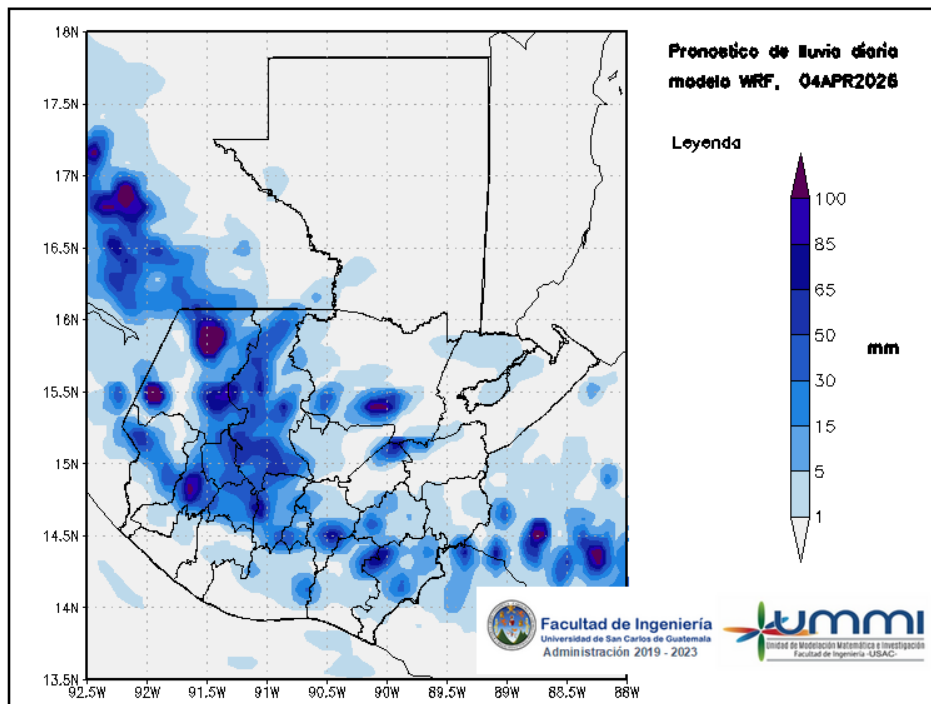 Pronostico de lluvia diaria
modelo WRF, 04APR2026
Leyenda
100
85
65
50
30
15
5
1
mm
18N
17.5N
17N
16.5N
16N
15.5N
15N
14.5N
14N
13.5N
92.5W
92W
91.5W
91W
90.5W
90W
89.5W
89W
88.5W
88W
Facultad de Ingeniería
Universidad de San Carlos de Guatemala
Administración 2019 - 2023
ummi
Unidad de Modelación Matemática e Investigación
Facultad de Ingeniería -USAC-